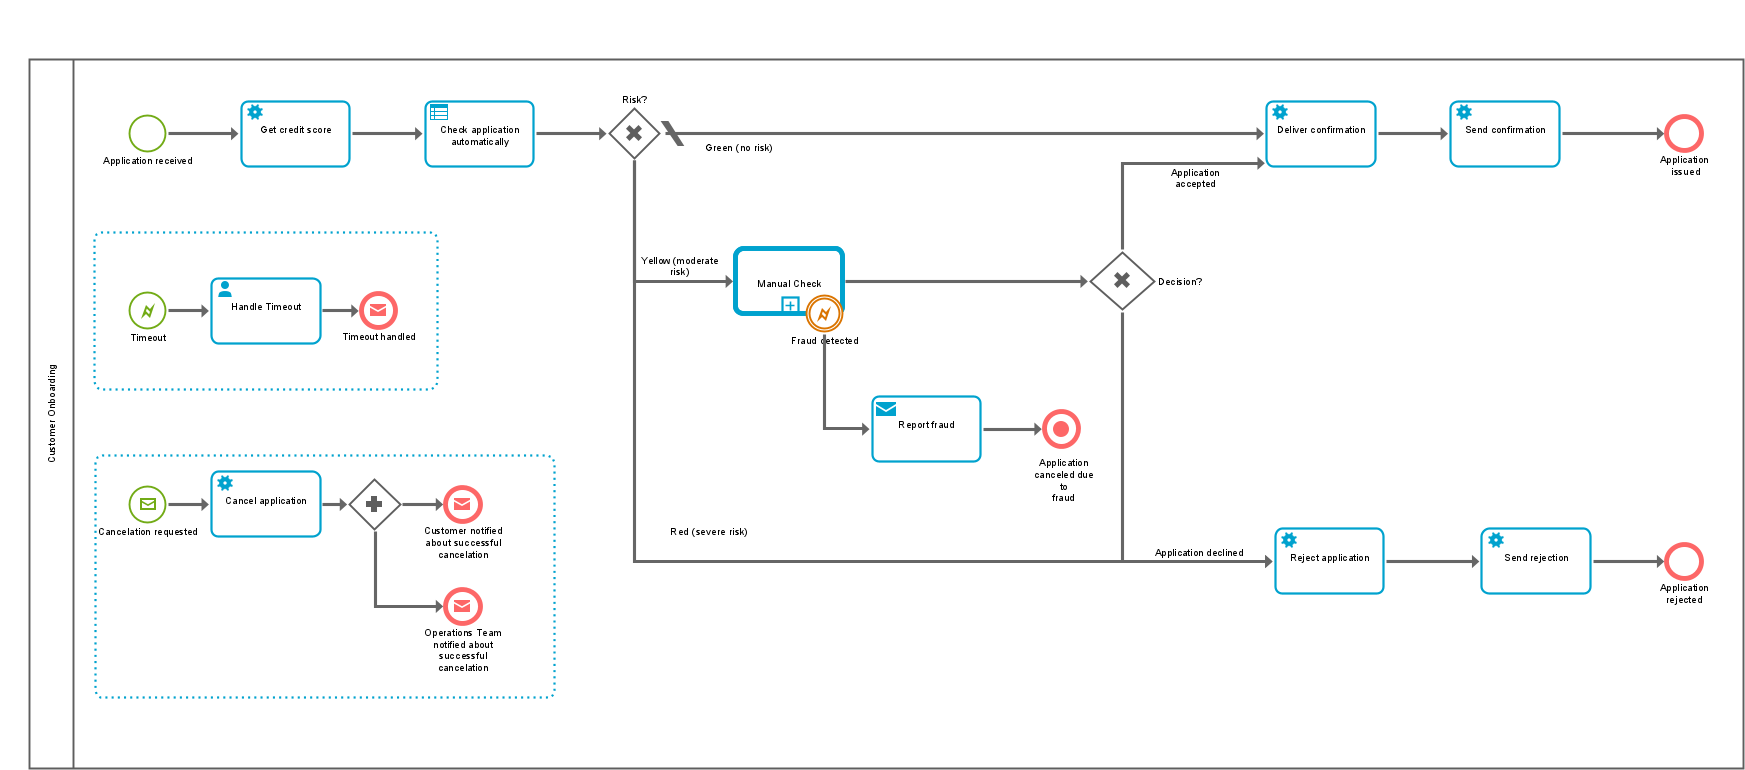 Customer Onboarding
Application received
Get credit score
Check application
automatically
Risk?
Green (no risk)
Deliver confirmation
Send confirmation
Application
issued
Application
accepted
Yellow (moderate
risk)
Manual Check
Fraud detected
Decision?
Timeout
Handle Timeout
Timeout handled
Report fraud
Application
canceled due
to
fraud
Cancelation requested
Cancel application
Customer notified
about successful
cancelation
Operations Team
notified about
successful
cancelation
Red (severe risk)
Application declined
Reject application
Send rejection
Application
rejected